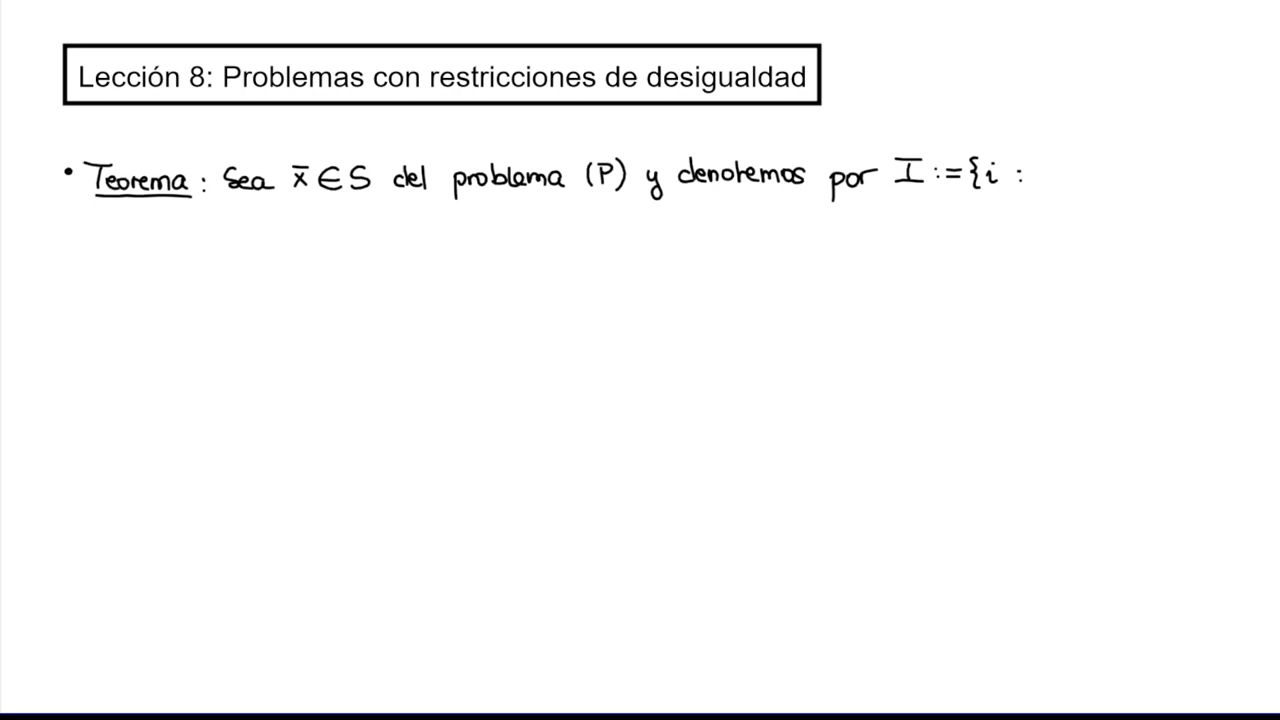 Lección 8: Problemas con restricciones de desigualdad
• Teorema: Sea x̄ ∈ S del problema (P) y denotemos por I := {i :